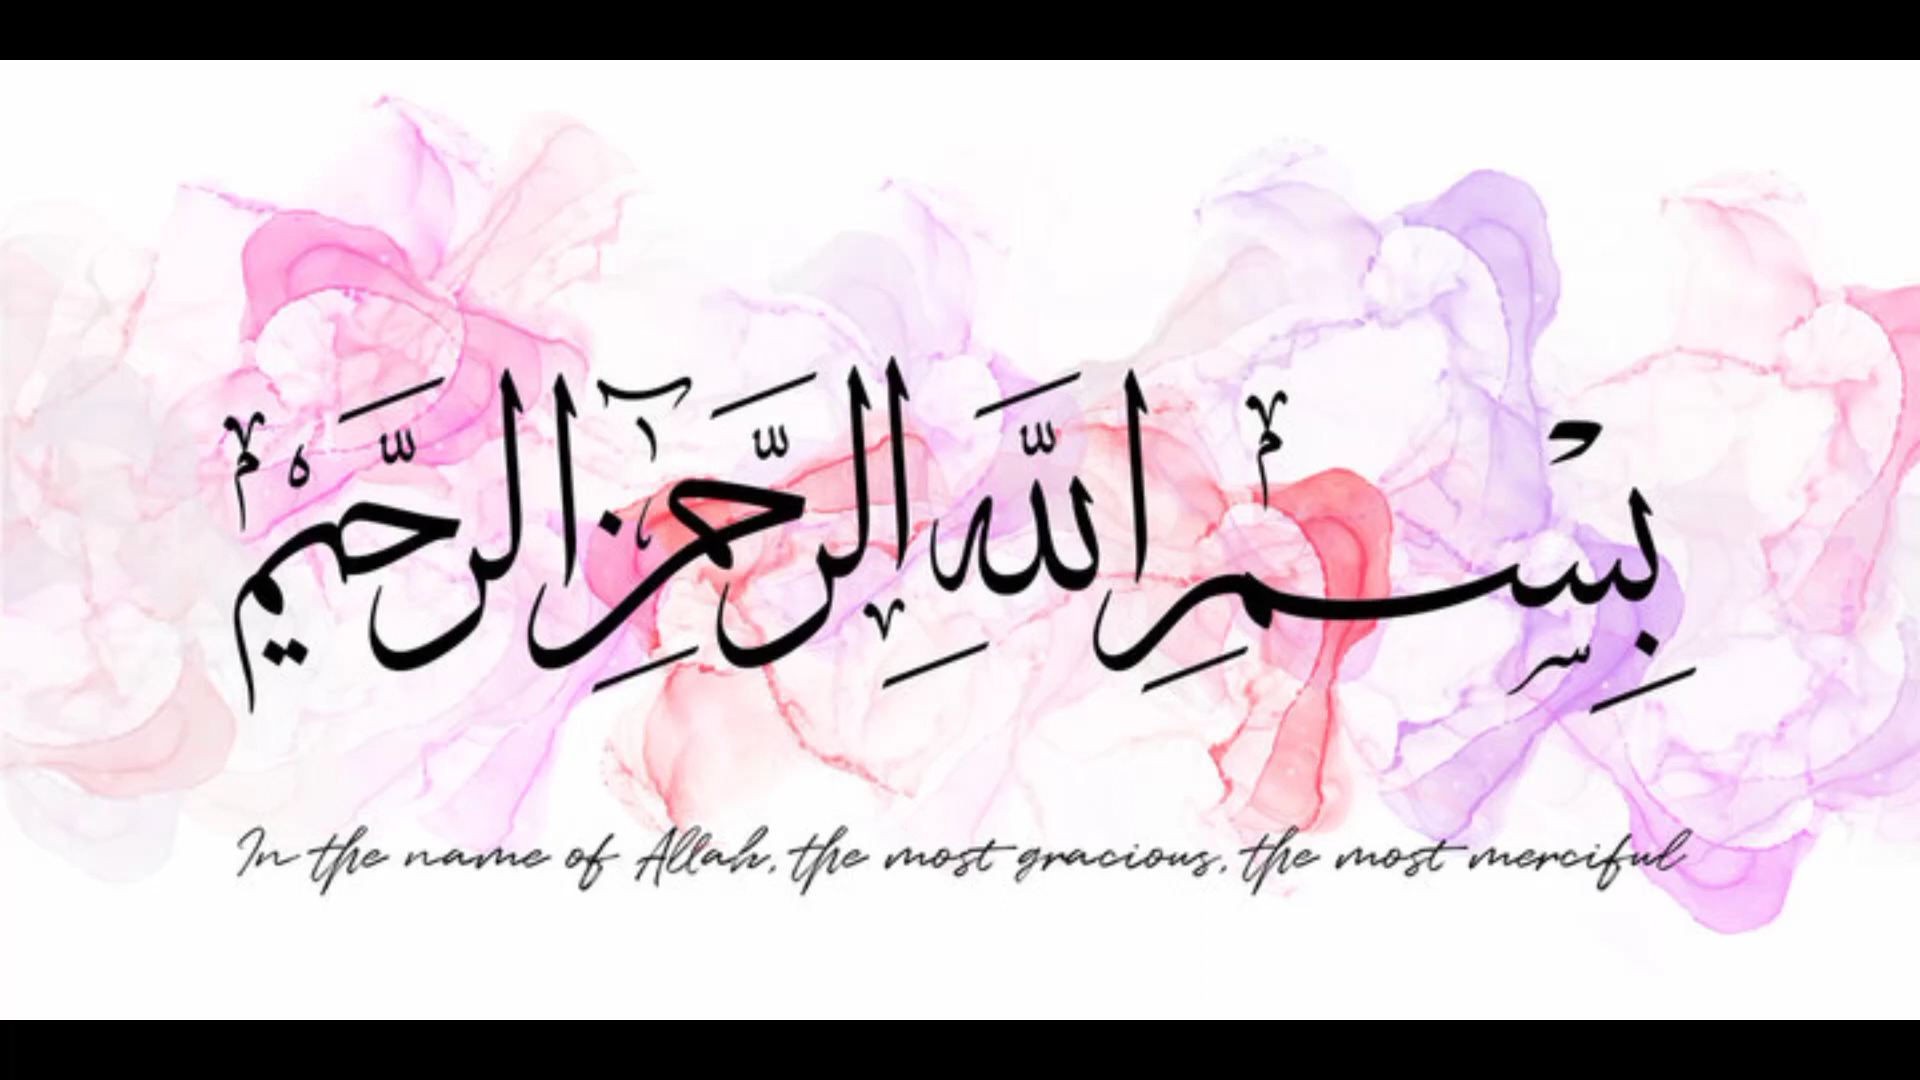 بِسْمِ اللَّهِ الرَّحْمَٰنِ الرَّحِيم
In the name of Allah, the most gracious, the most merciful